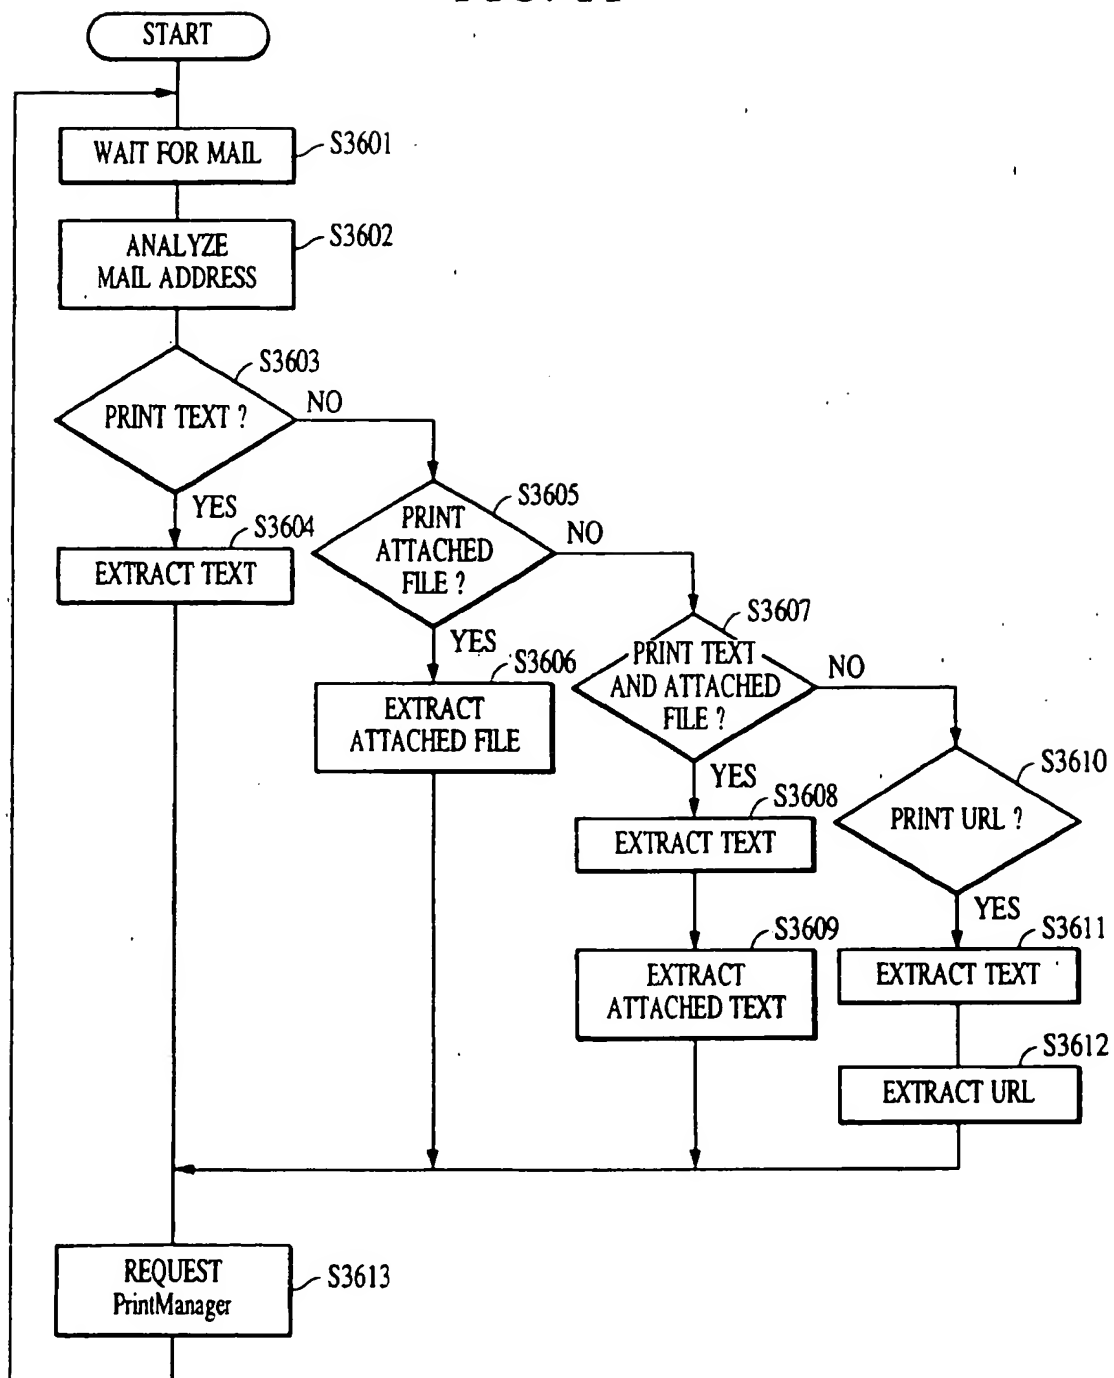 START
WAIT FOR MAIL
S3601
ANALYZE
MAIL ADDRESS
S3602
S3603
PRINT TEXT ?
NO
YES
S3604
EXTRACT TEXT
S3605
PRINT
ATTACHED
FILE ?
NO
YES
S3606
EXTRACT
ATTACHED FILE
S3607
PRINT TEXT
AND ATTACHED
FILE ?
NO
YES
S3608
EXTRACT TEXT
S3609
EXTRACT
ATTACHED TEXT
S3610
PRINT URL ?
YES
S3611
EXTRACT TEXT
S3612
EXTRACT URL
REQUEST
PrintManager
S3613